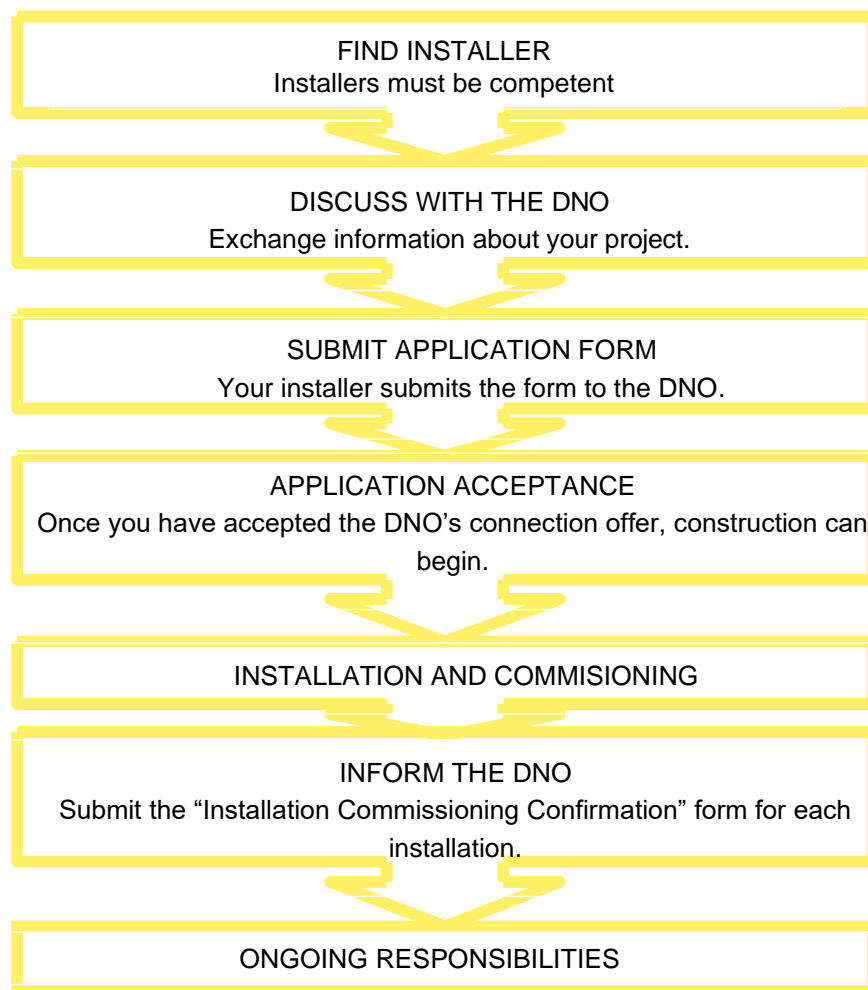 FIND INSTALLER
Installers must be competent
DISCUSS WITH THE DNO
Exchange information about your project.
SUBMIT APPLICATION FORM
Your installer submits the form to the DNO.
APPLICATION ACCEPTANCE
Once you have accepted the DNO’s connection offer, construction can
begin.
INSTALLATION AND COMMISIONING
INFORM THE DNO
Submit the “Installation Commissioning Confirmation” form for each
installation.
ONGOING RESPONSIBILITIES